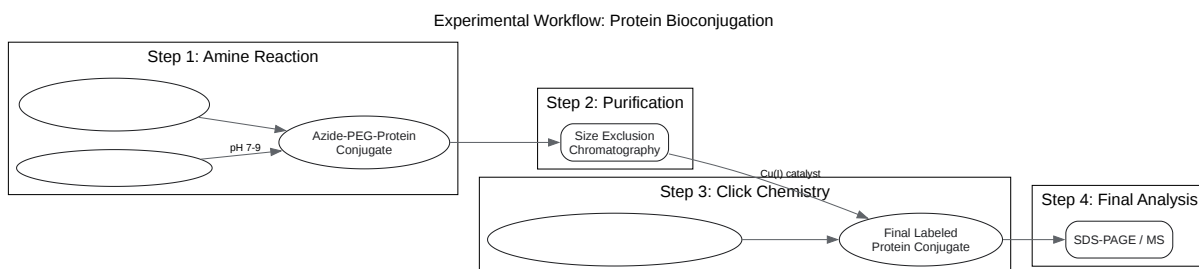 Experimental Workflow: Protein Bioconjugation
Step 1: Amine Reaction
pH 7-9
Azide-PEG-Protein
Conjugate
Step 2: Purification
Size Exclusion
Chromatography
Cu(I) catalyst
Step 3: Click Chemistry
Final Labeled
Protein Conjugate
Step 4: Final Analysis
SDS-PAGE / MS